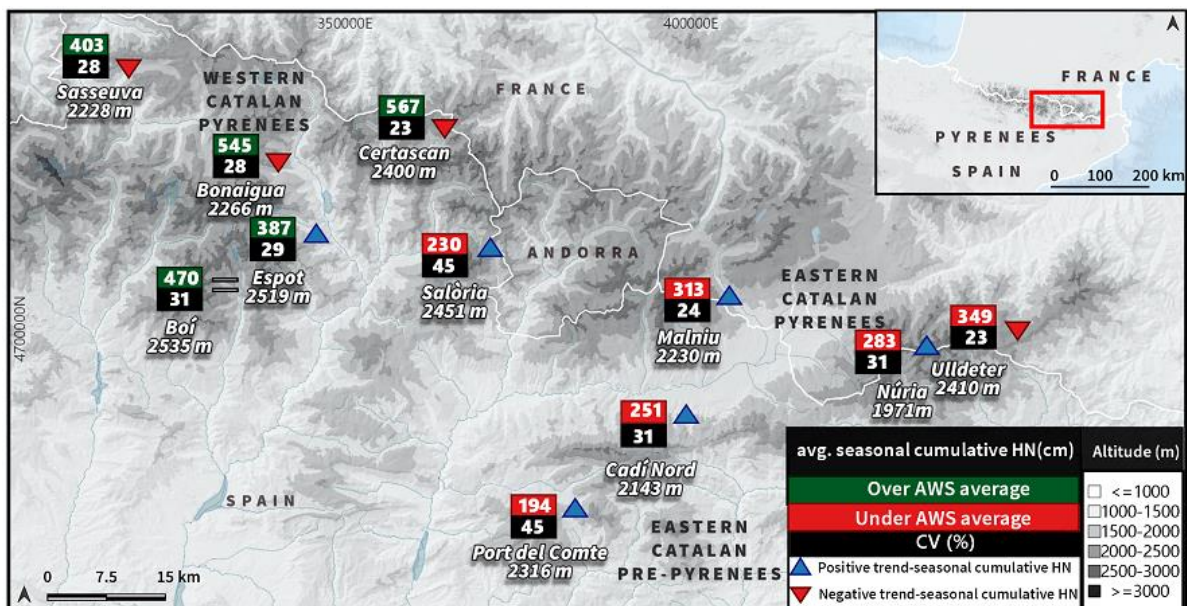 350000E
400000E
4700000N
403
28
Sasseuva
2228 m
WESTERN
CATALAN
PYRENEES
545
28
Bonaigua
2266 m
567
23
Certascan
2400 m
FRANCE
387
29
Espot
2519 m
470
31
Boí
2535 m
230
45
Salòria
2451 m
ANDORRA
313
24
Malniu
2230 m
EASTERN
CATALAN
PYRENEES
283
31
Núria
1971m
349
23
Ulldeter
2410 m
251
31
Cadí Nord
2143 m
194
45
Port del Comte
2316 m
EASTERN
CATALAN
PRE-PYRENEES
SPAIN
0 7.5 15 km
FRANCE
PYRENEES
SPAIN
0 100 200 km
avg. seasonal cumulative HN(cm)
Over AWS average
Under AWS average
CV (%)
Positive trend-seasonal cumulative HN
Negative trend-seasonal cumulative HN
Altitude (m)
<=1000
1000-1500
1500-2000
2000-2500
2500-3000
>=3000